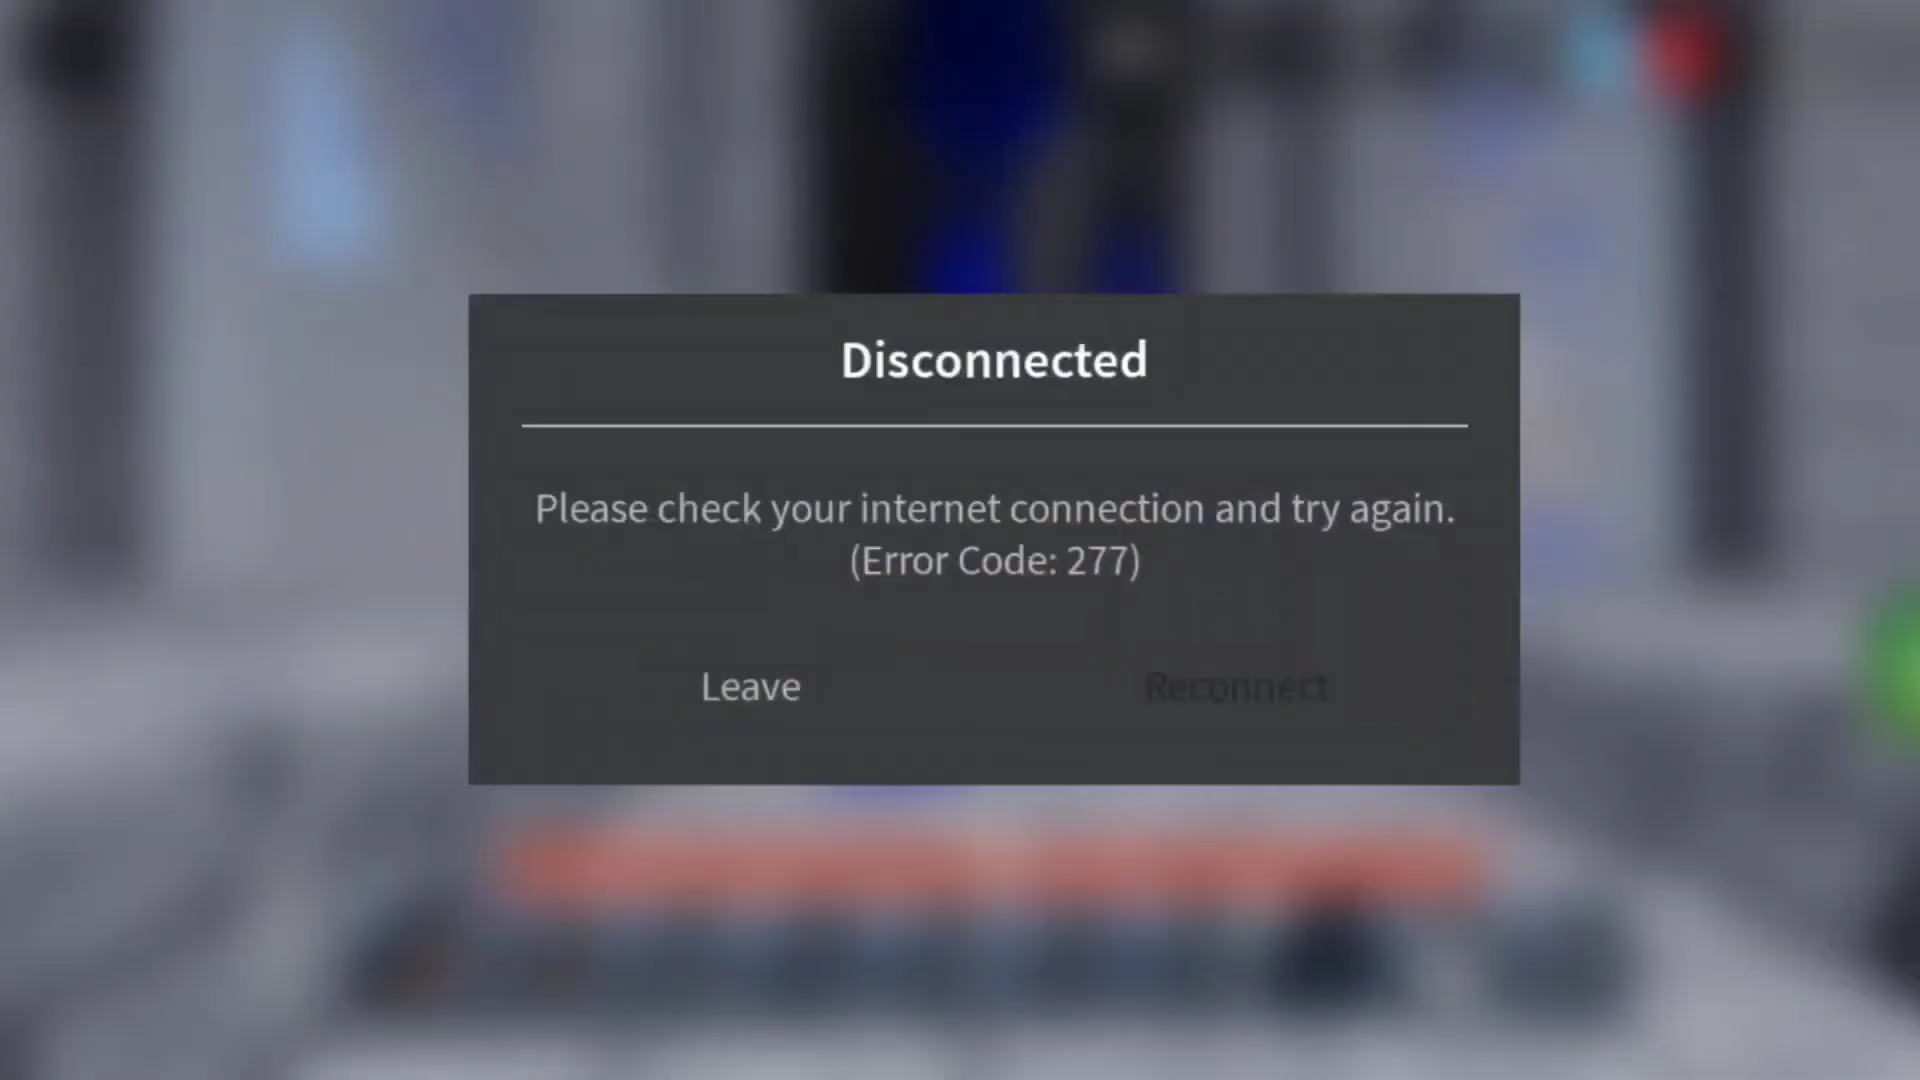 Disconnected
Please check your internet connection and try again.
(Error Code: 277)
Leave
Reconnect